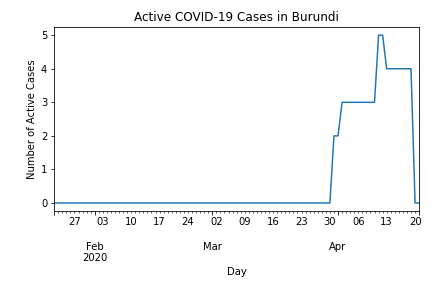 Active COVID-19 Cases in Burundi
Number of Active Cases
5
4
3
2
1
0
27 03 10 17 24 02 09 16 23 30 06 13 20
Feb Mar Apr
2020
Day